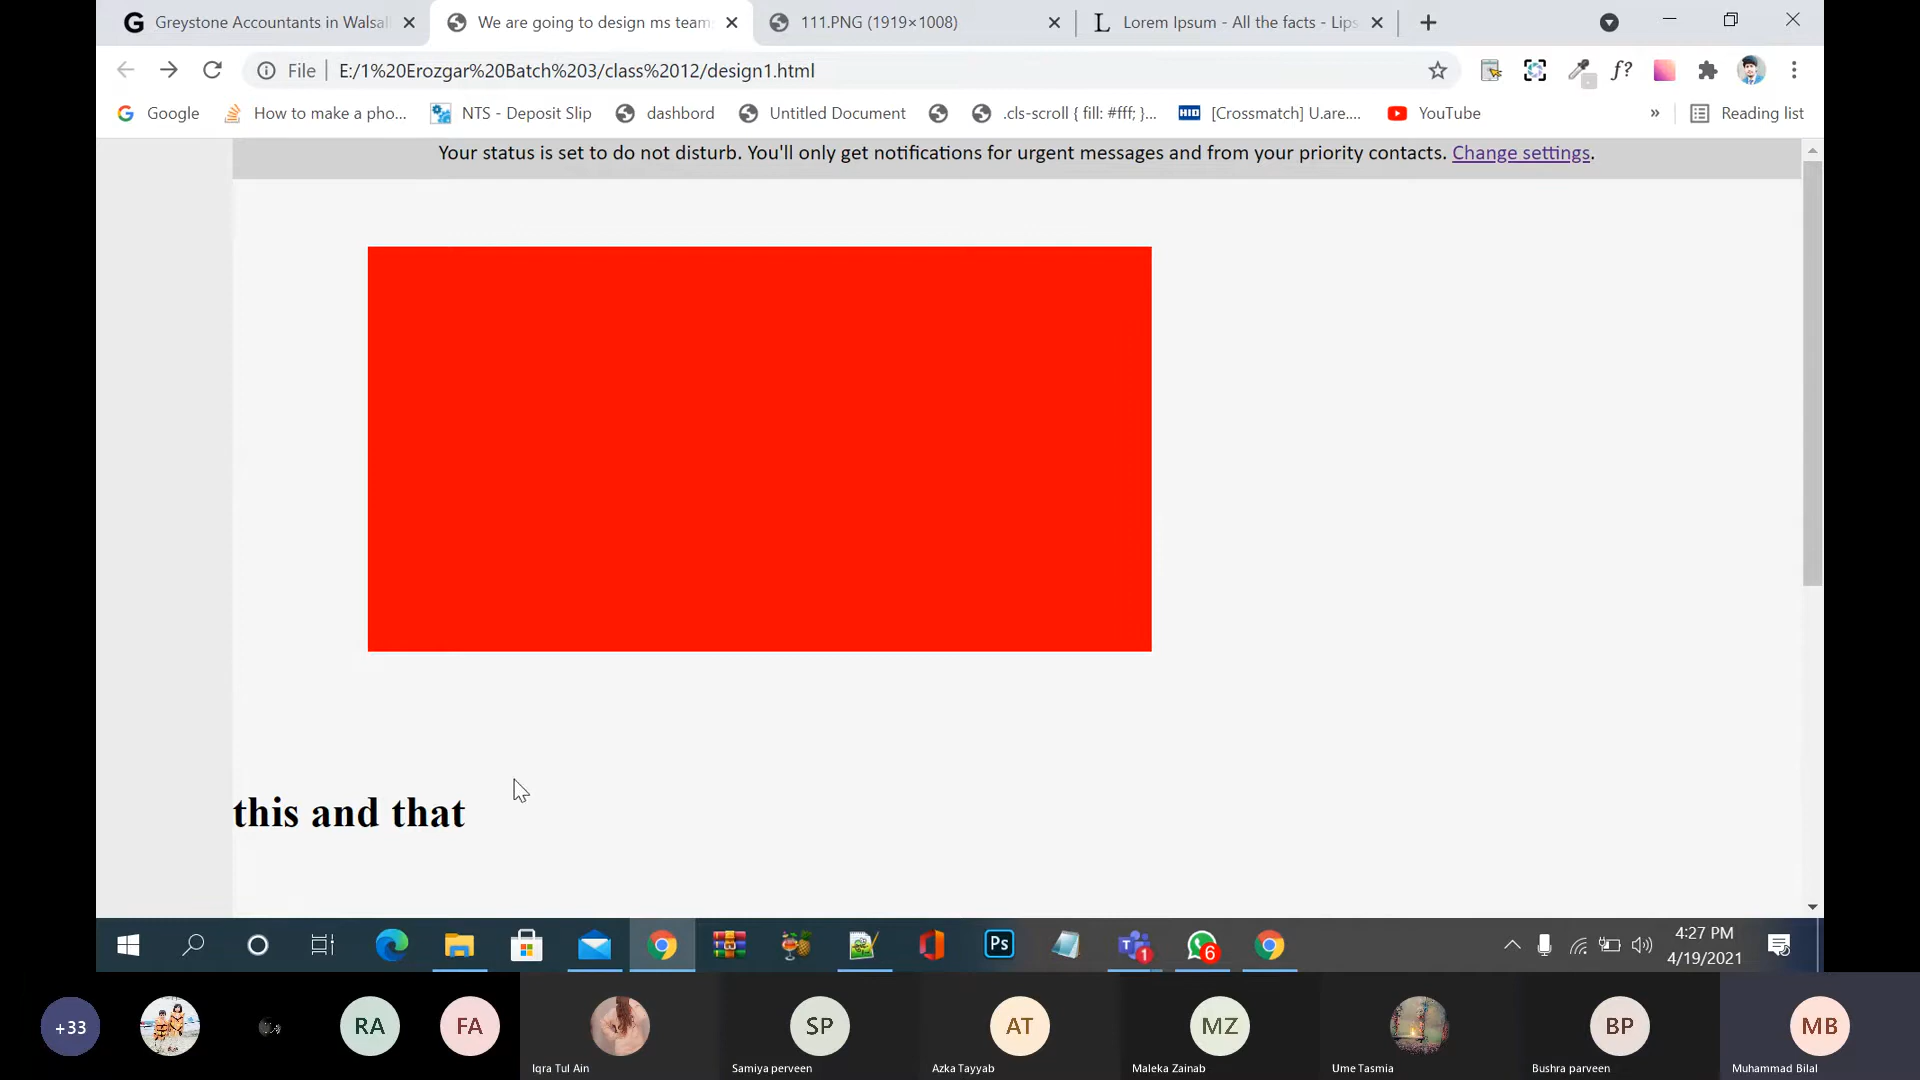 Greystone Accountants in Walsal
We are going to design ms team
111.PNG (1919×1008)
L
Lorem Ipsum - All the facts - Lips
File
E:/1%20Erozgar%20Batch%203/class%2012/design1.html
f?
Google
How to make a pho...
NTS - Deposit Slip
dashbord
Untitled Document
.cls-scroll { fill: #fff; }...
HID
[Crossmatch] U.are....
YouTube
»
Reading list
Your status is set to do not disturb. You'll only get notifications for urgent messages and from your priority contacts. Change settings.
this and that
Ps
1
6
4:27 PM
4/19/2021
+33
RA
FA
SP
AT
MZ
BP
MB
Iqra Tul Ain
Samiya perveen
Azka Tayyab
Maleka Zainab
Ume Tasmia
Bushra parveen
Muhammad Bilal